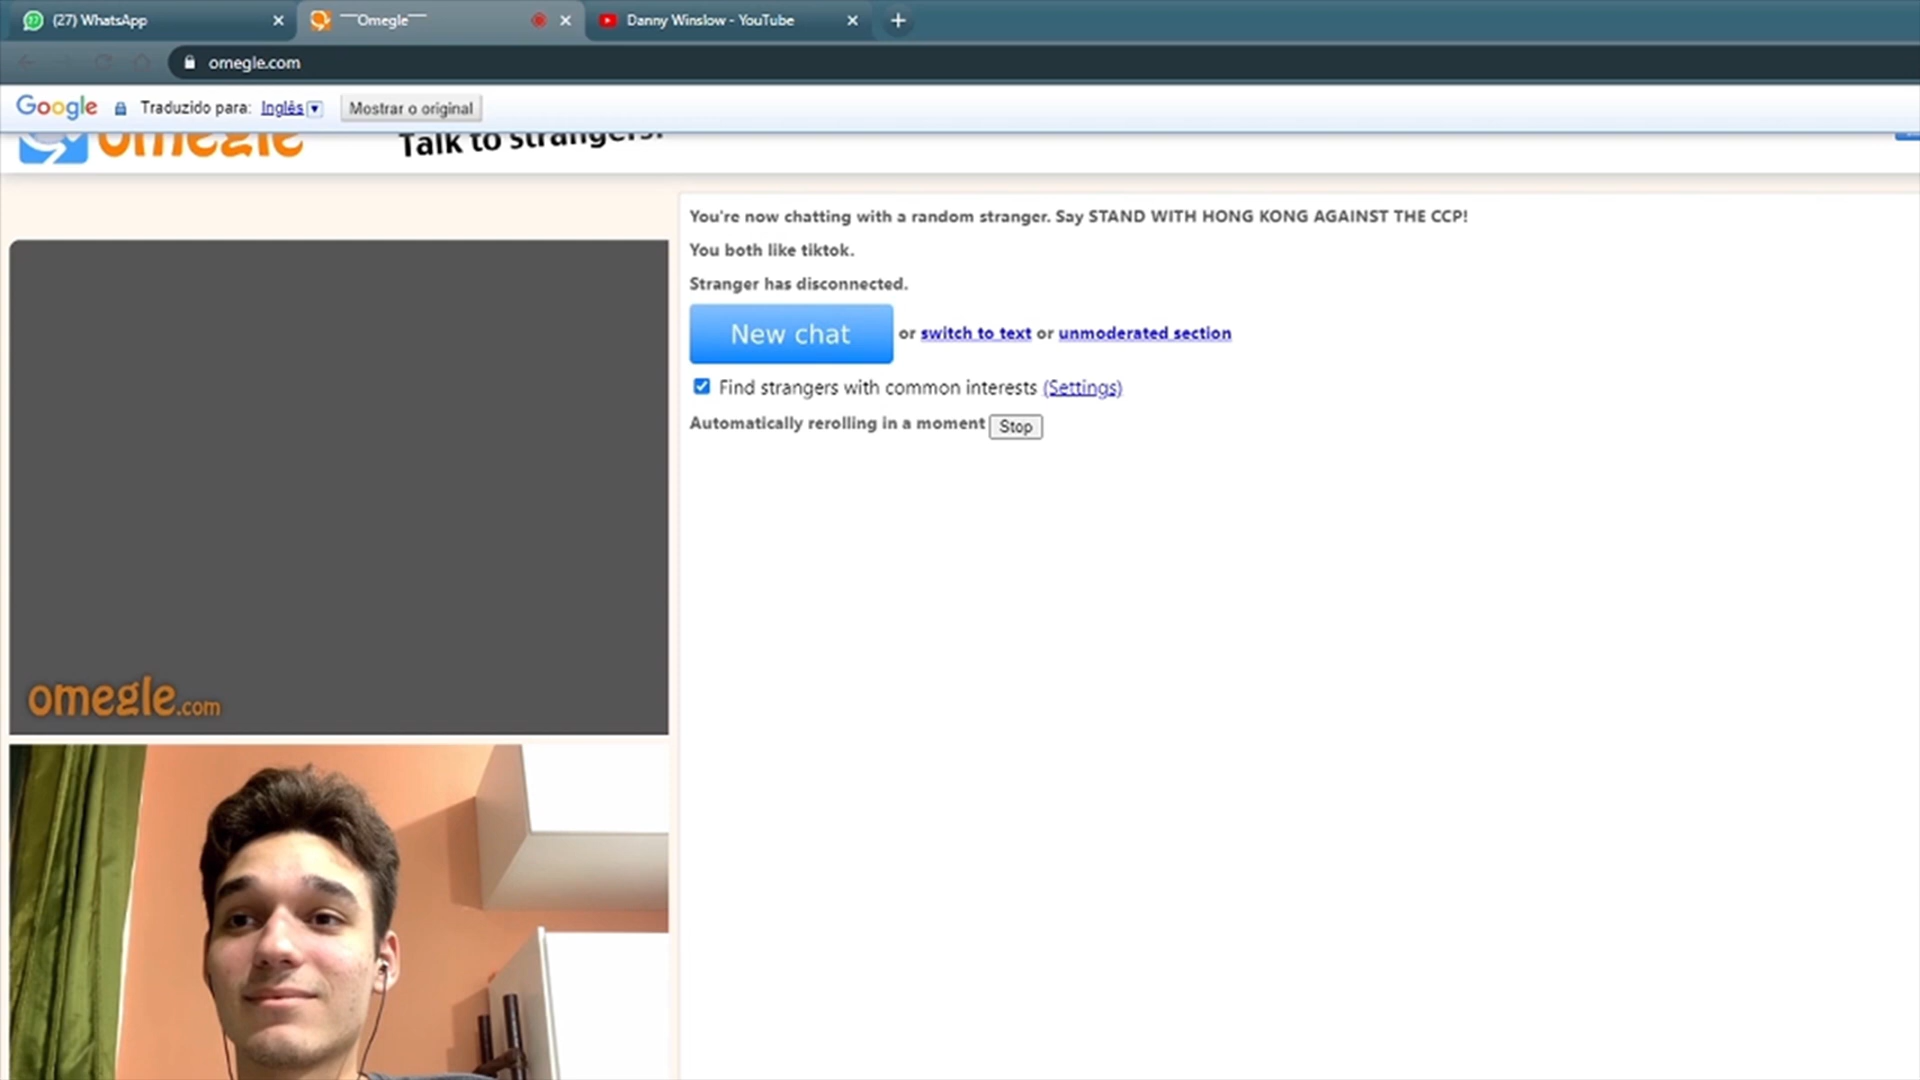 (27) WhatsApp
Omegle
Danny Winslow - YouTube
omegle.com
Google Traduzido para: Inglês Mostrar o original
omegle Talk to strangers!
You're now chatting with a random stranger. Say STAND WITH HONG KONG AGAINST THE CCP!
You both like tiktok.
Stranger has disconnected.
New chat or switch to text or unmoderated section
Find strangers with common interests (Settings)
Automatically rerolling in a moment Stop
omegle.com